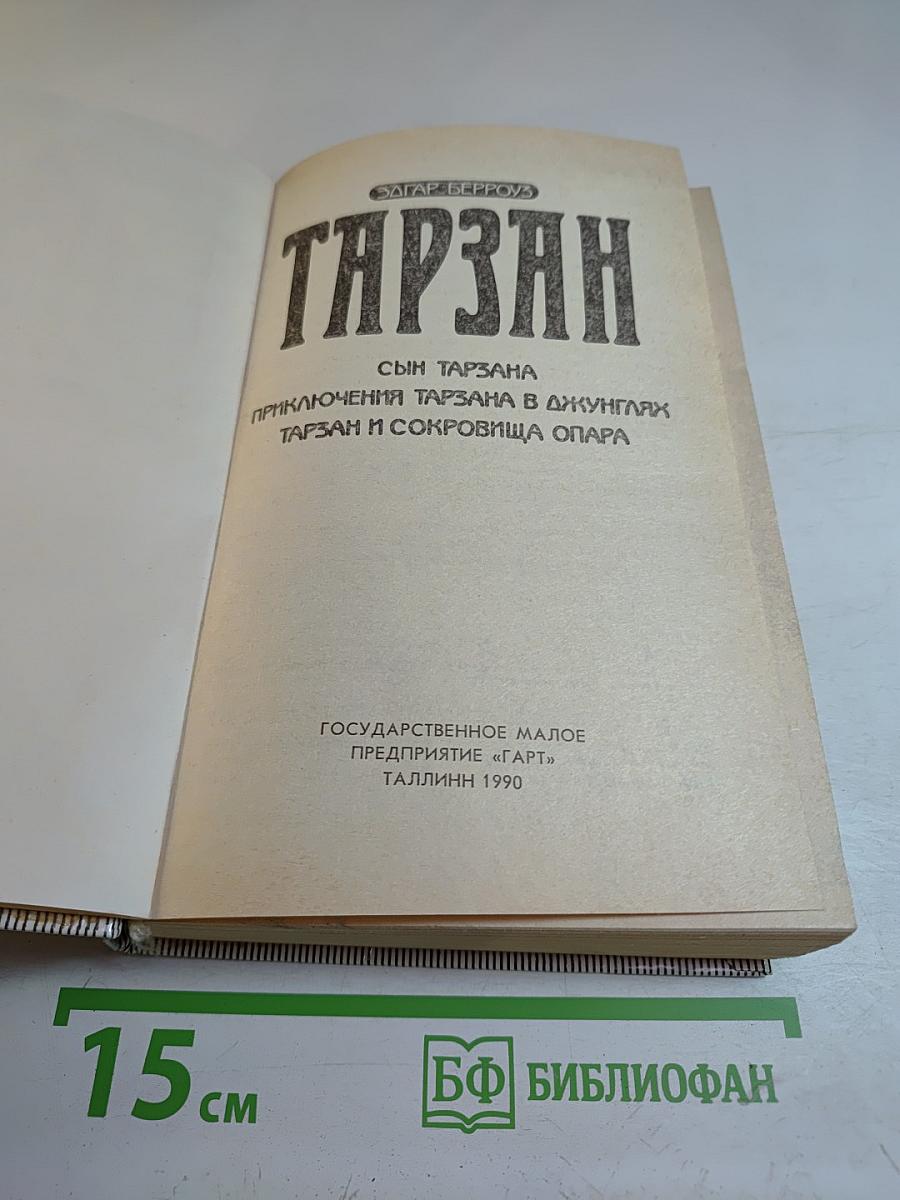 ЭДГАР БЕРРОУЗ
ТАРЗАН
СЫН ТАРЗАНА
ПРИКЛЮЧЕНИЯ ТАРЗАНА В ДЖУНГЛЯХ
ТАРЗАН И СОКРОВИЩА ОПАРА
ГОСУДАРСТВЕННОЕ МАЛОЕ
ПРЕДПРИЯТИЕ «ГАРТ»
ТАЛЛИНН 1990
15 СМ
БФ БИБЛИОФАН